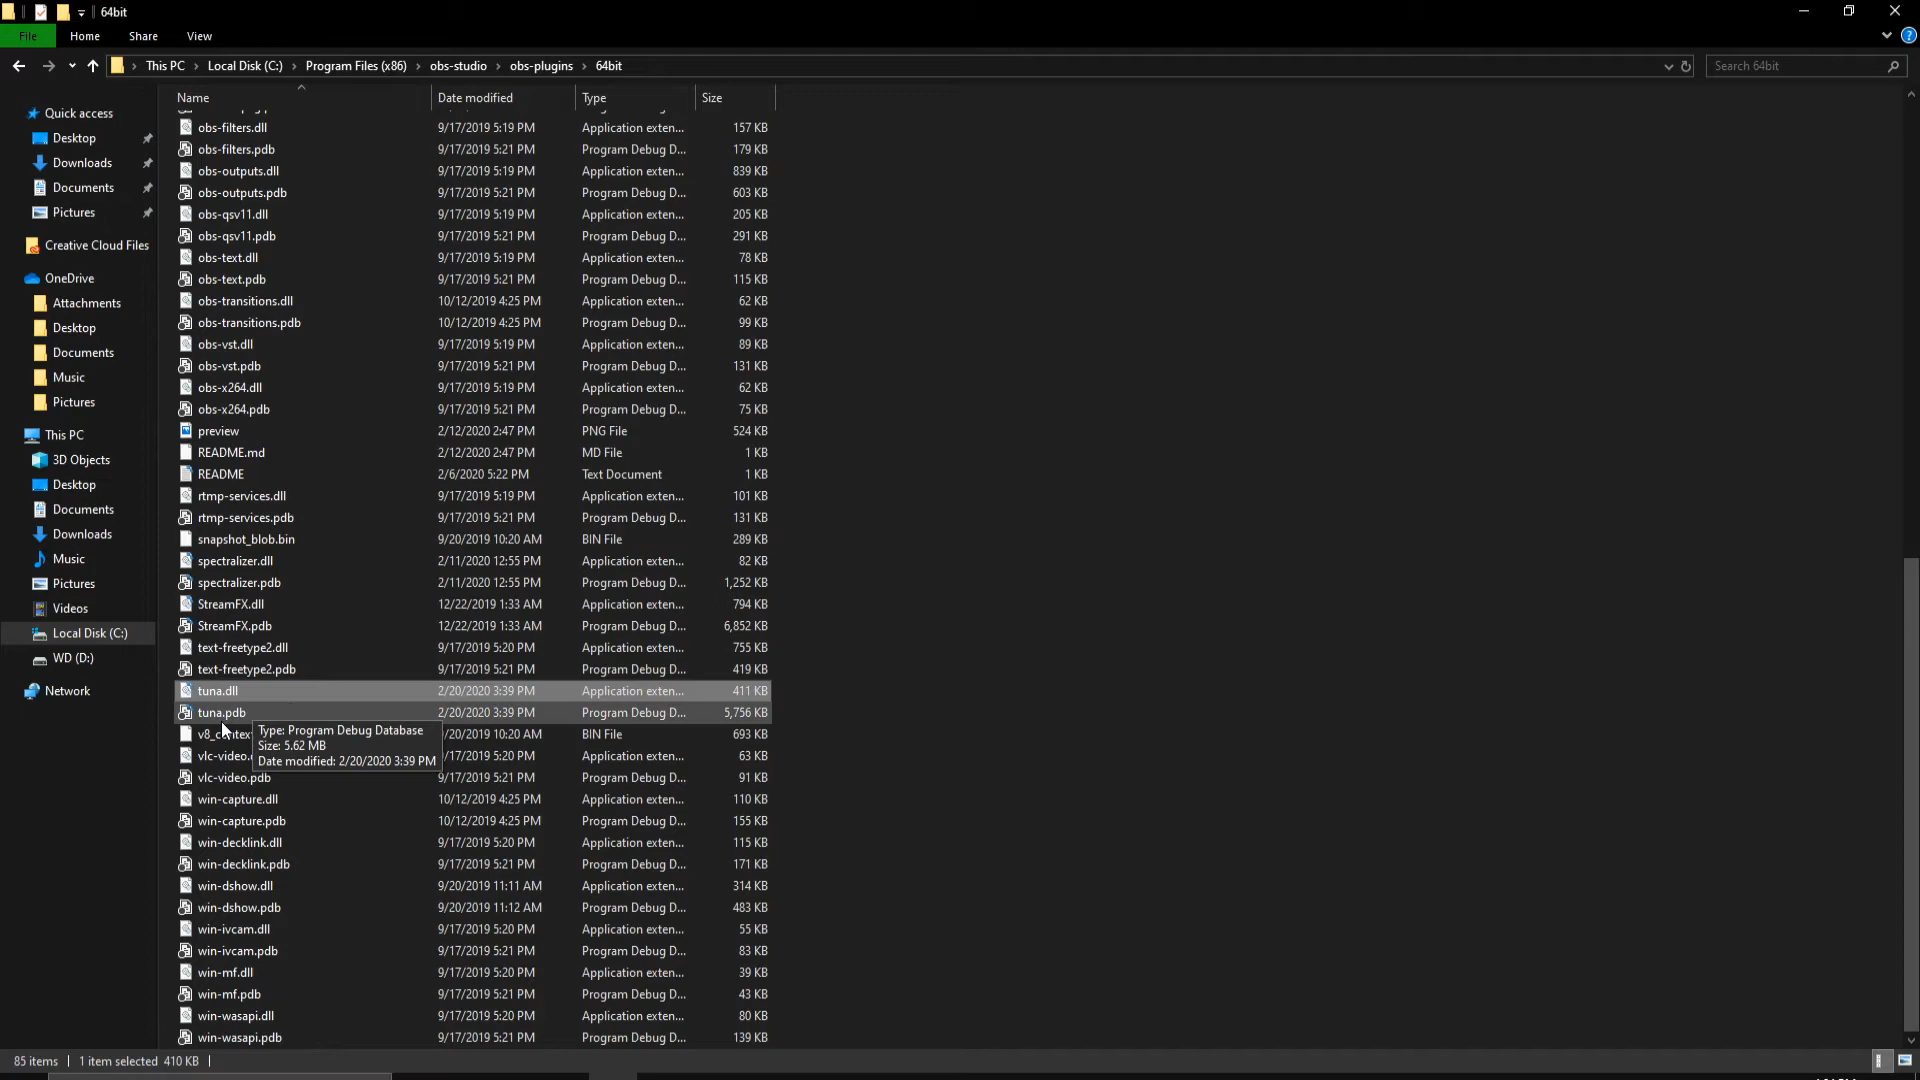 64bit
File Home Share View
This PC Local Disk (C:) Program Files (x86) obs-studio obs-plugins 64bit Search 64bit
Name Date modified Type Size
Quick access
Desktop
Downloads
Documents
Pictures
Creative Cloud Files
OneDrive
Attachments
Desktop
Documents
Music
Pictures
This PC
3D Objects
Desktop
Documents
Downloads
Music
Pictures
Videos
Local Disk (C:)
WD (D:)
Network
obs-filters.dll 9/17/2019 5:19 PM Application exten... 157 KB
obs-filters.pdb 9/17/2019 5:21 PM Program Debug D... 179 KB
obs-outputs.dll 9/17/2019 5:19 PM Application exten... 839 KB
obs-outputs.pdb 9/17/2019 5:21 PM Program Debug D... 603 KB
obs-qsv11.dll 9/17/2019 5:19 PM Application exten... 205 KB
obs-qsv11.pdb 9/17/2019 5:21 PM Program Debug D... 291 KB
obs-text.dll 9/17/2019 5:19 PM Application exten... 78 KB
obs-text.pdb 9/17/2019 5:21 PM Program Debug D... 115 KB
obs-transitions.dll 10/12/2019 4:25 PM Application exten... 62 KB
obs-transitions.pdb 10/12/2019 4:25 PM Program Debug D... 99 KB
obs-vst.dll 9/17/2019 5:19 PM Application exten... 89 KB
obs-vst.pdb 9/17/2019 5:21 PM Program Debug D... 131 KB
obs-x264.dll 9/17/2019 5:19 PM Application exten... 62 KB
obs-x264.pdb 9/17/2019 5:21 PM Program Debug D... 75 KB
preview 2/12/2020 2:47 PM PNG File 524 KB
README.md 2/12/2020 2:47 PM MD File 1 KB
README 2/6/2020 5:22 PM Text Document 1 KB
rtmp-services.dll 9/17/2019 5:19 PM Application exten... 101 KB
rtmp-services.pdb 9/17/2019 5:21 PM Program Debug D... 131 KB
snapshot_blob.bin 9/20/2019 10:20 AM BIN File 289 KB
spectralizer.dll 2/11/2020 12:55 PM Application exten... 82 KB
spectralizer.pdb 2/11/2020 12:55 PM Program Debug D... 1,252 KB
StreamFX.dll 12/22/2019 1:33 AM Application exten... 794 KB
StreamFX.pdb 12/22/2019 1:33 AM Program Debug D... 6,852 KB
text-freetype2.dll 9/17/2019 5:20 PM Application exten... 755 KB
text-freetype2.pdb 9/17/2019 5:21 PM Program Debug D... 419 KB
tuna.dll 2/20/2020 3:39 PM Application exten... 411 KB
tuna.pdb 2/20/2020 3:39 PM Program Debug D... 5,756 KB
/20/2019 10:20 AM BIN File 693 KB
vlc-video. /17/2019 5:20 PM Application exten... 63 KB
vlc-video.pdb 9/17/2019 5:21 PM Program Debug D... 91 KB
Type: Program Debug Database
Size: 5.62 MB
Date modified: 2/20/2020 3:39 PM
win-capture.dll 10/12/2019 4:25 PM Application exten... 110 KB
win-capture.pdb 10/12/2019 4:25 PM Program Debug D... 155 KB
win-decklink.dll 9/17/2019 5:20 PM Application exten... 115 KB
win-decklink.pdb 9/17/2019 5:21 PM Program Debug D... 171 KB
win-dshow.dll 9/20/2019 11:11 AM Application exten... 314 KB
win-dshow.pdb 9/20/2019 11:12 AM Program Debug D... 483 KB
win-ivcam.dll 9/17/2019 5:20 PM Application exten... 55 KB
win-ivcam.pdb 9/17/2019 5:21 PM Program Debug D... 83 KB
win-mf.dll 9/17/2019 5:20 PM Application exten... 39 KB
win-mf.pdb 9/17/2019 5:21 PM Program Debug D... 43 KB
win-wasapi.dll 9/17/2019 5:20 PM Application exten... 80 KB
win-wasapi.pdb 9/17/2019 5:21 PM Program Debug D... 139 KB
85 items 1 item selected 410 KB